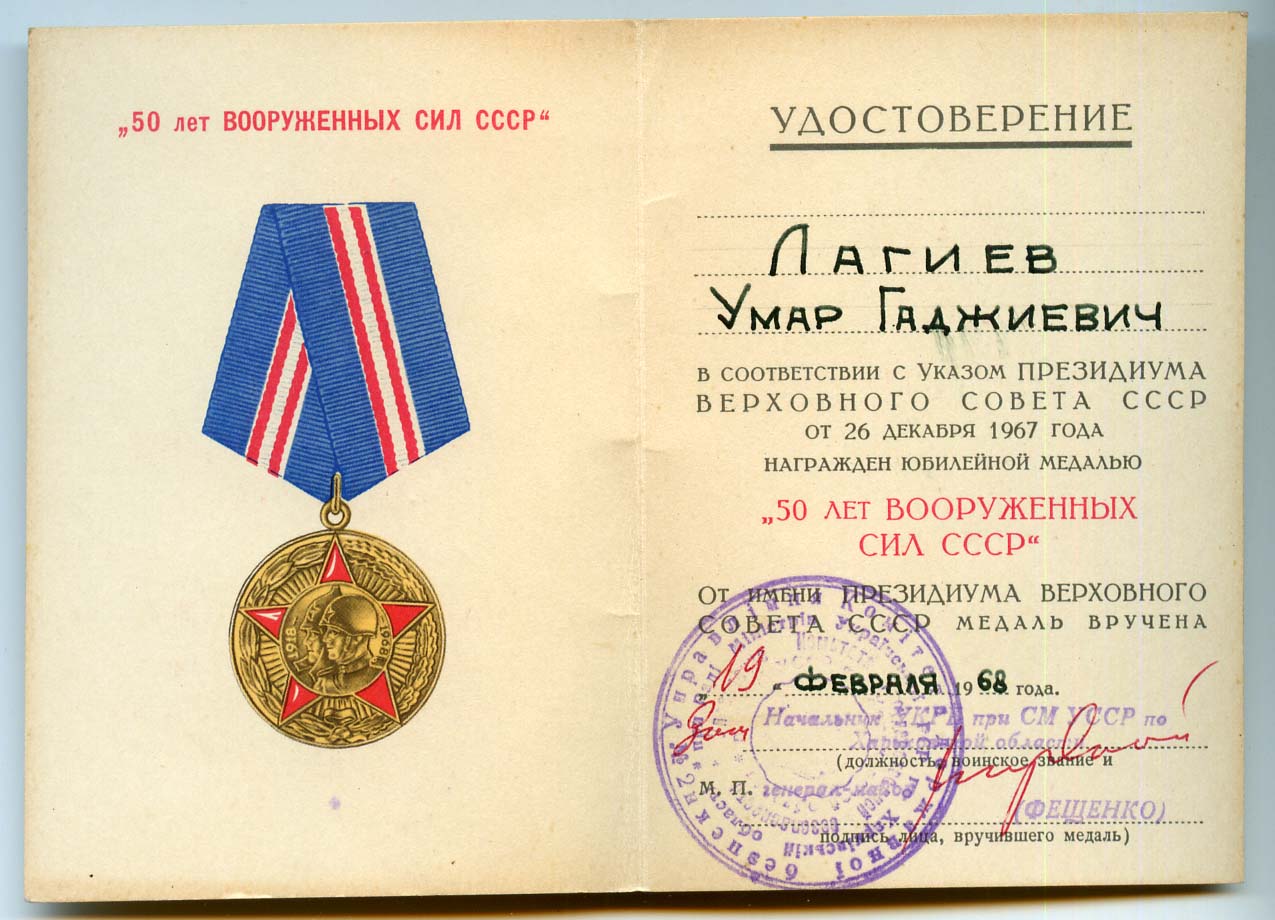 „50 лет ВООРУЖЕННЫХ СИЛ СССР“
1918
1968
УДОСТОВЕРЕНИЕ
Лагиев
Умар Гаджиевич
в соответствии с Указом ПРЕЗИДИУМА
ВЕРХОВНОГО СОВЕТА СССР
от 26 декабря 1967 года
награжден юбилейной медалью
„50 лет ВООРУЖЕННЫХ
СИЛ СССР“
От имени ПРЕЗИДИУМА ВЕРХОВНОГО
СОВЕТА СССР медаль вручена
„19“ февраля 1968 года.
Зам Начальник УКГБ при СМ УССР по
Харьковской области
(должность, воинское звание и
М. П. генерал-майор
(ФЕЩЕНКО)
подпись лица, вручившего медаль)